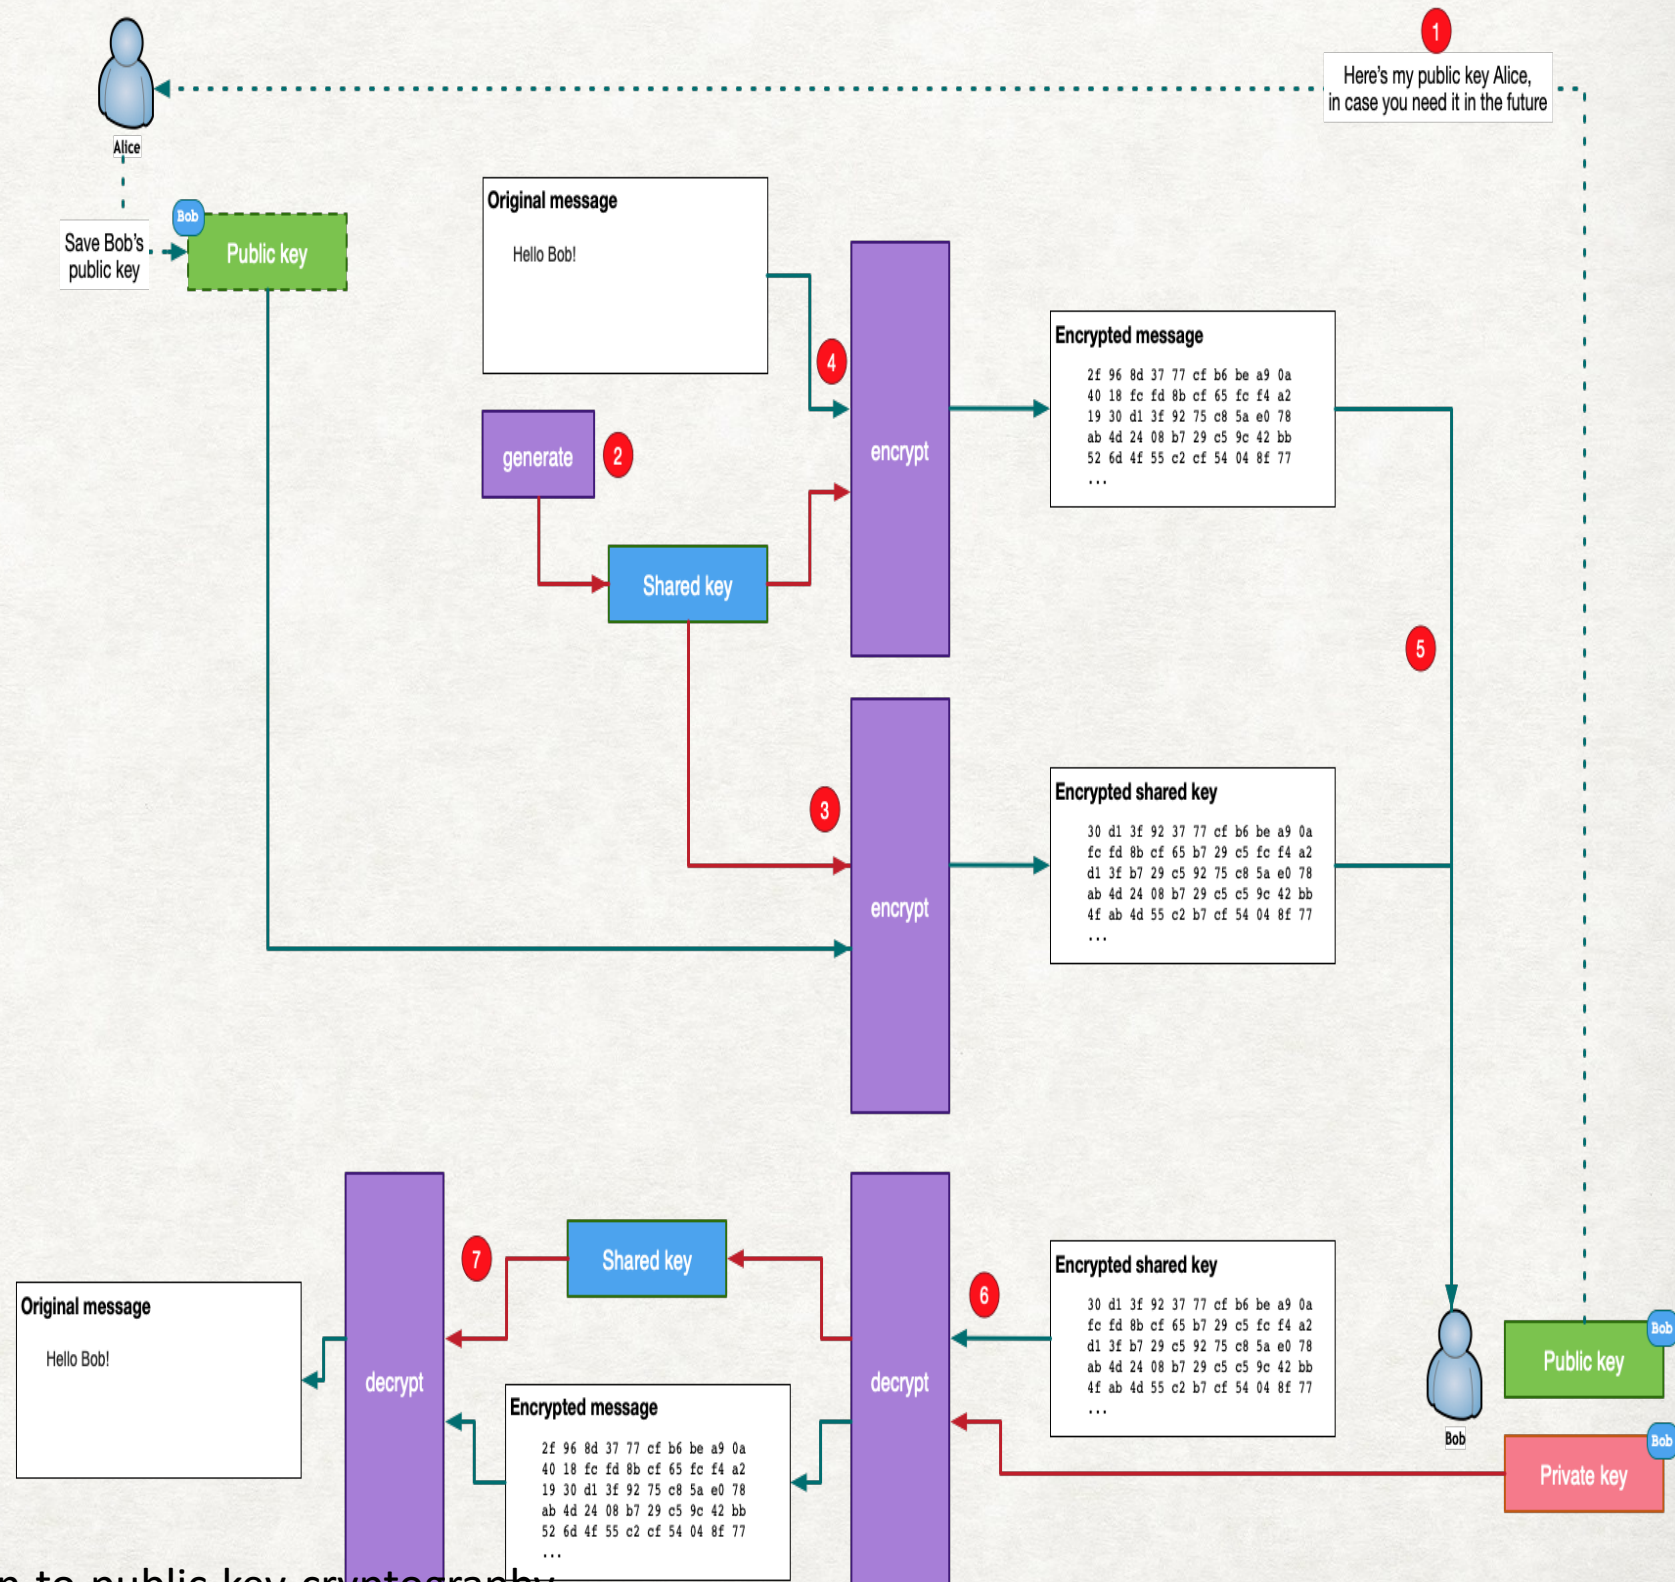 1
Here's my public key Alice,
in case you need it in the future
Alice
Save Bob's
public key
Bob
Public key
Original message
Hello Bob!
4
encrypt
Encrypted message
2f 96 8d 37 77 cf b6 be a9 0a
40 18 fc fd 8b cf 65 fc f4 a2
19 30 d1 3f 92 75 c8 5a e0 78
ab 4d 24 08 b7 29 c5 9c 42 bb
52 6d 4f 55 c2 cf 54 04 8f 77
...
generate
2
Shared key
5
3
encrypt
Encrypted shared key
30 d1 3f 92 37 77 cf b6 be a9 0a
fc fd 8b cf 65 b7 29 c5 fc f4 a2
d1 3f b7 29 c5 92 75 c8 5a e0 78
ab 4d 24 08 b7 29 c5 c5 9c 42 bb
4f ab 4d 55 c2 b7 cf 54 04 8f 77
...
Original message
Hello Bob!
decrypt
7
Shared key
Encrypted message
2f 96 8d 37 77 cf b6 be a9 0a
40 18 fc fd 8b cf 65 fc f4 a2
19 30 d1 3f 92 75 c8 5a e0 78
ab 4d 24 08 b7 29 c5 9c 42 bb
52 6d 4f 55 c2 cf 54 04 8f 77
...
decrypt
6
Encrypted shared key
30 d1 3f 92 37 77 cf b6 be a9 0a
fc fd 8b cf 65 b7 29 c5 fc f4 a2
d1 3f b7 29 c5 92 75 c8 5a e0 78
ab 4d 24 08 b7 29 c5 c5 9c 42 bb
4f ab 4d 55 c2 b7 cf 54 04 8f 77
...
Bob
Bob
Public key
Bob
Private key
to public key cryptography